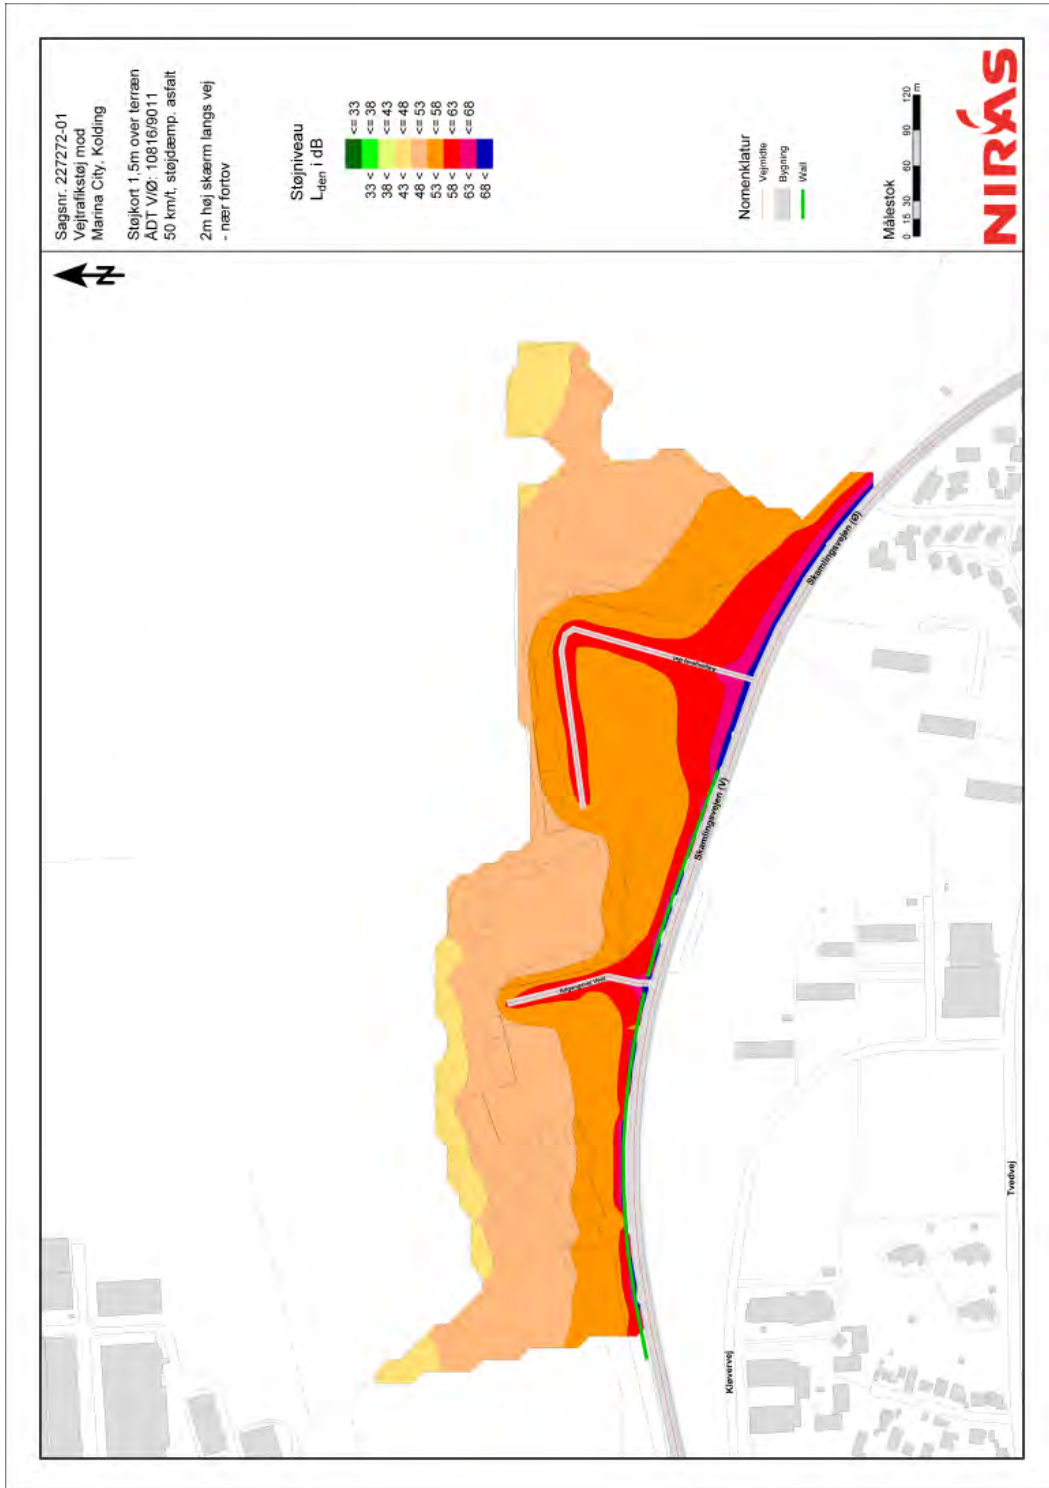 Sagsnr. 227272-01
Vejtrafikstøj mod
Marina City, Kolding
Støjkort 1,5m over terræn
ÅDT V/Ø: 10816/9011
50 km/t, støjdæmp. asfalt
2m høj skærm langs vej
- nær fortov
Støjniveau
Lden i dB
<= 33
33 < <= 38
38 < <= 43
43 < <= 48
48 < <= 53
53 < <= 58
58 < <= 63
63 < <= 68
68 <
Nomenklatur
Vejmidte
Bygning
Wall
Målestok
0 15 30 60 90 120
m
NIRAS
N
Skamlingsvejen (Ø)
Skamlingsvejen (V)
Adgangsvej Vest
Kløvervej
Tvedvej